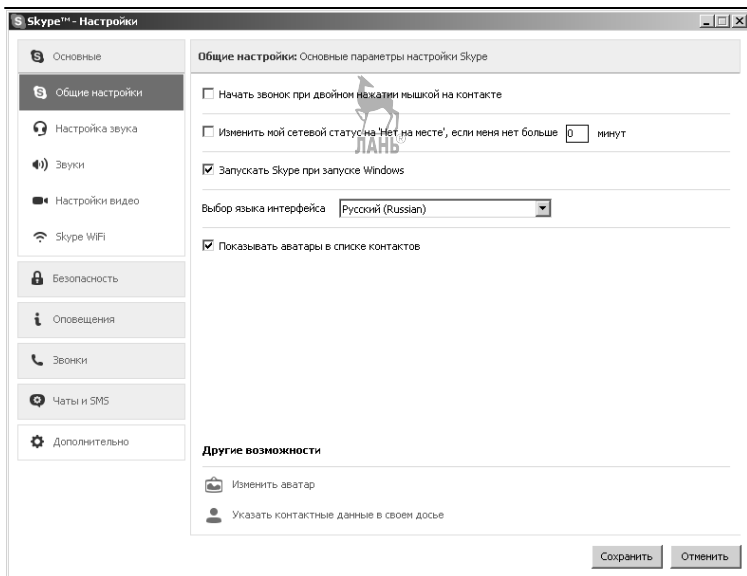 Skype™ - Настройки
Основные
Общие настройки
Настройка звука
Звуки
Настройки видео
Skype WiFi
Безопасность
Оповещения
Звонки
Чаты и SMS
Дополнительно
Общие настройки: Основные параметры настройки Skype
Начать звонок при двойном нажатии мышкой на контакте
Изменить мой сетевой статус на 'Нет на месте', если меня нет больше 0 минут
ЛАНЬ®
Запускать Skype при запуске Windows
Выбор языка интерфейса Русский (Russian)
Показывать аватары в списке контактов
Другие возможности
Изменить аватар
Указать контактные данные в своем досье
Сохранить Отменить